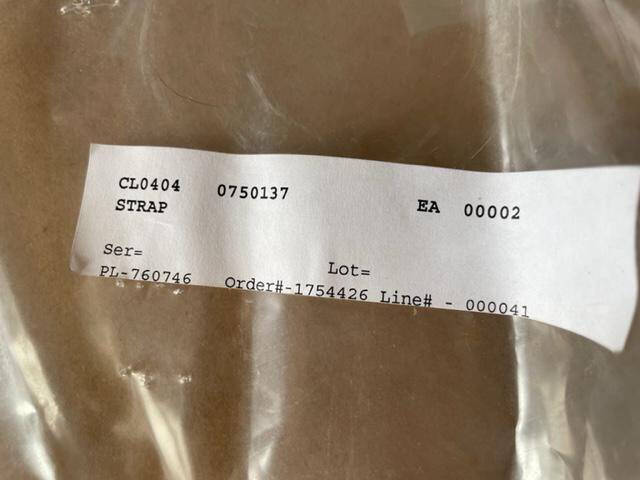 CL0404 0750137 EA 00002
STRAP
Ser= Lot=
PL-760746 Order#-1754426 Line# - 000041